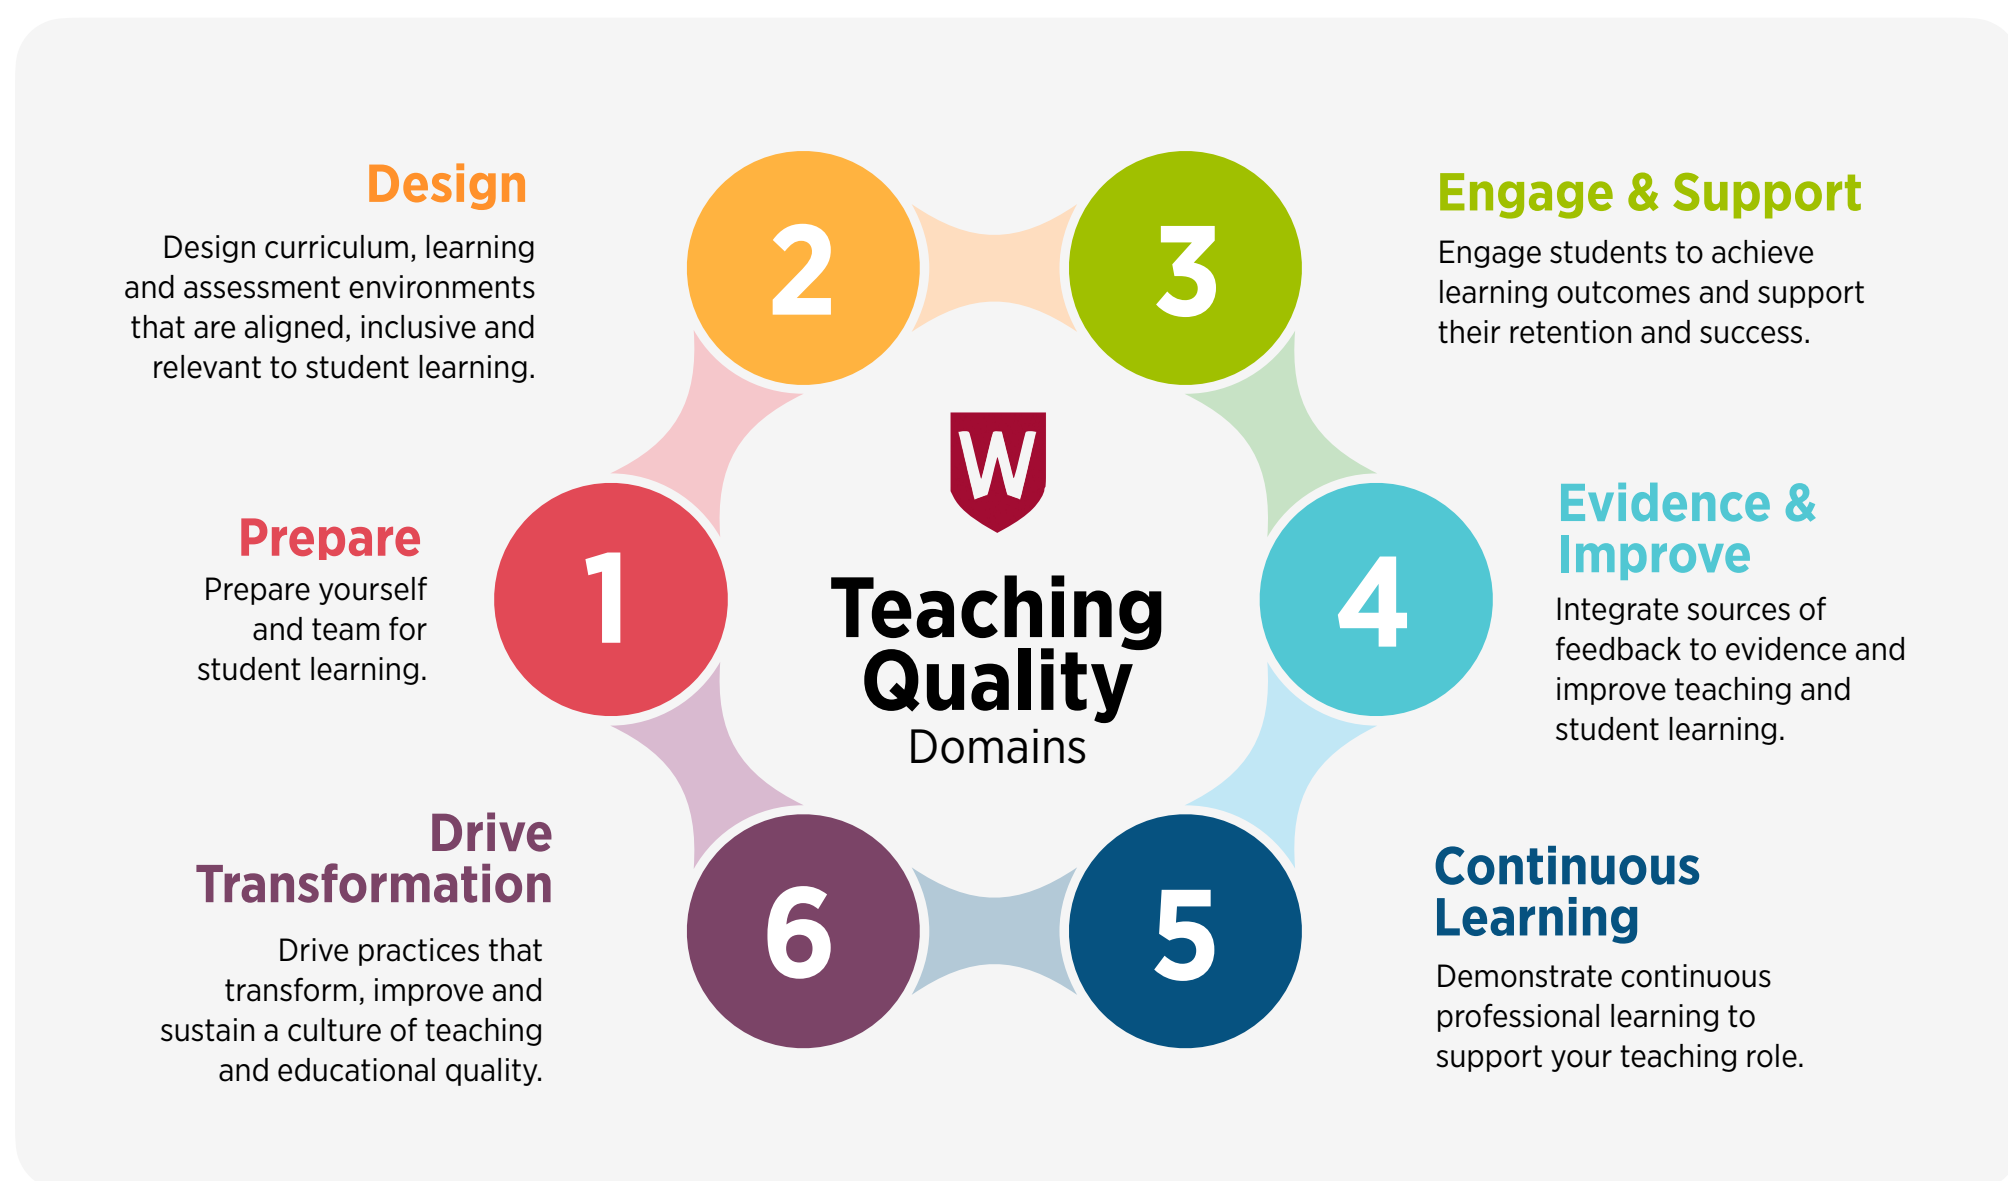 Design
Design curriculum, learning
and assessment environments
that are aligned, inclusive and
relevant to student learning.
2
3
Engage & Support
Engage students to achieve
learning outcomes and support
their retention and success.
Prepare
Prepare yourself
and team for
student learning.
1
W
Teaching
Quality
Domains
4
Evidence &
Improve
Integrate sources of
feedback to evidence and
improve teaching and
student learning.
Drive
Transformation
Drive practices that
transform, improve and
sustain a culture of teaching
and educational quality.
6
5
Continuous
Learning
Demonstrate continuous
professional learning to
support your teaching role.